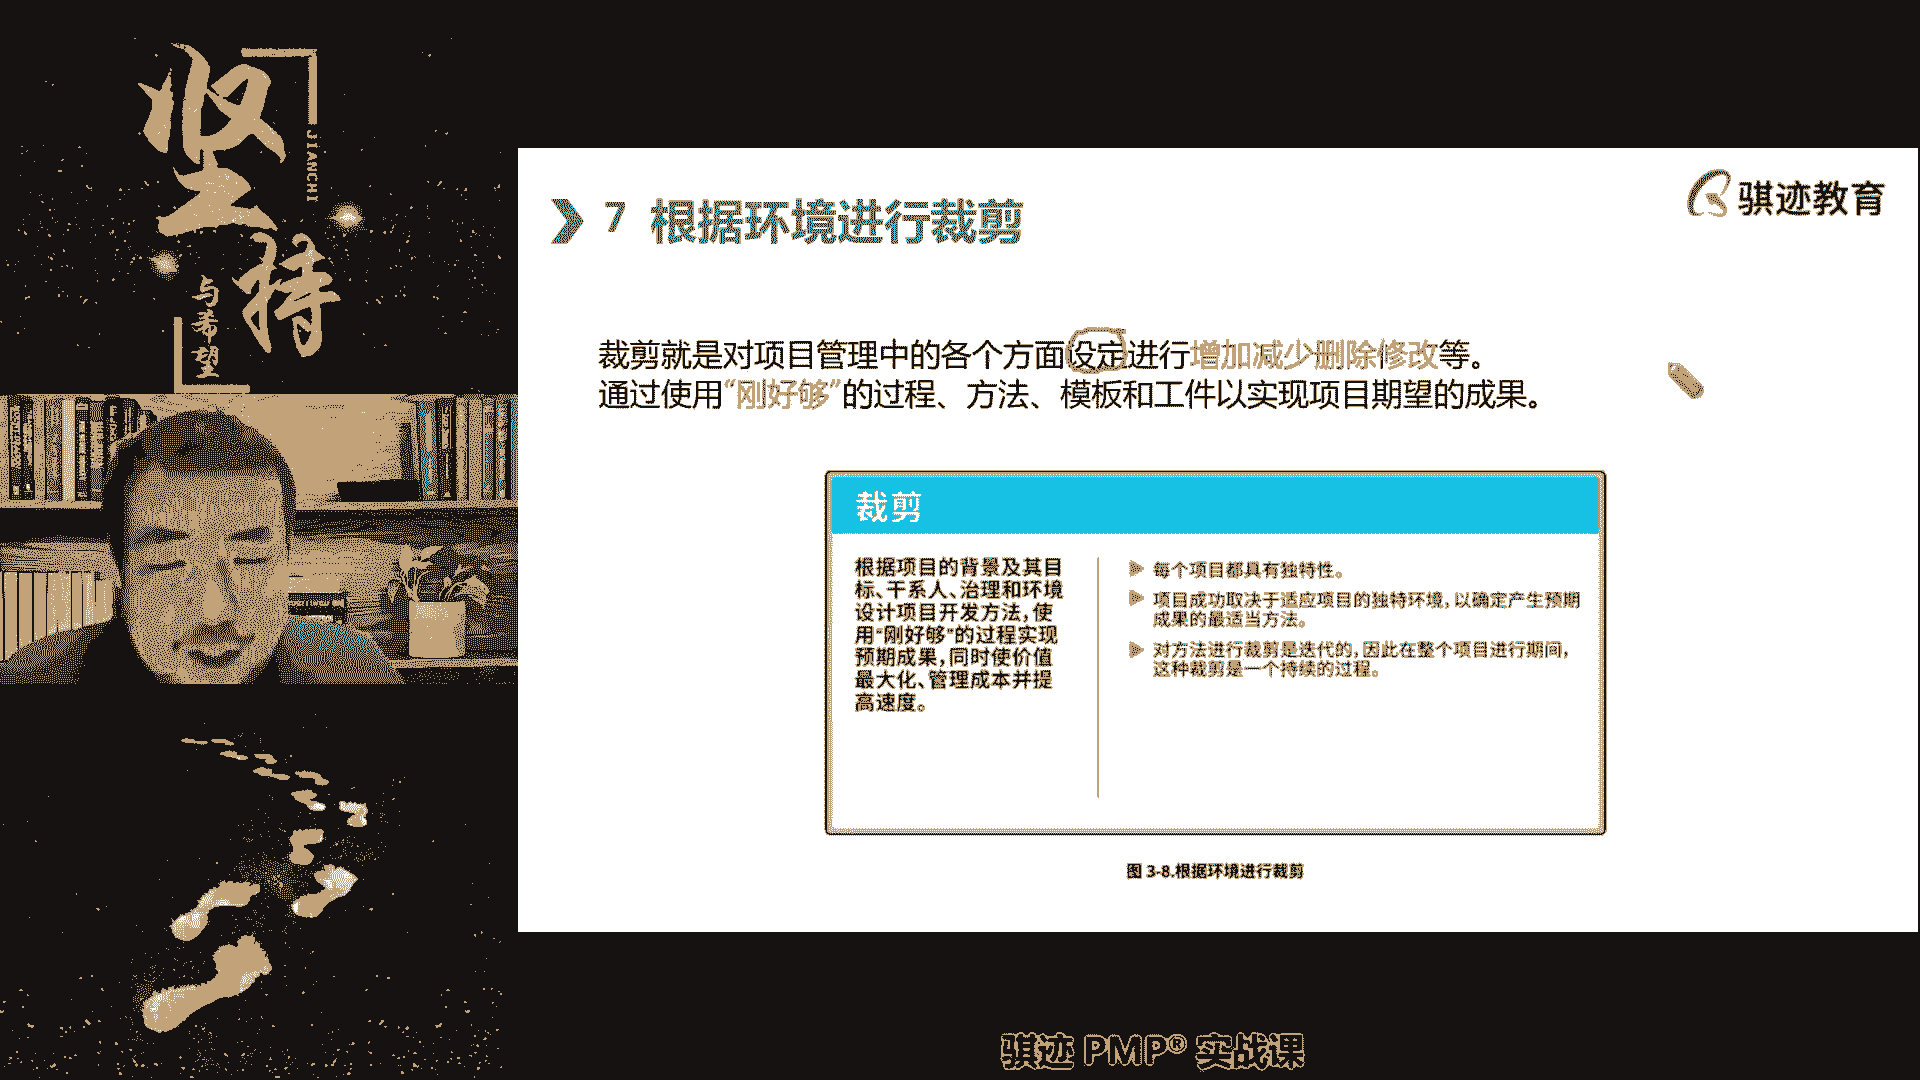 坚持
JIANCHI
与希望
骐迹教育
7 根据环境进行裁剪
裁剪就是对项目管理中的各个方面设定进行增加减少删除修改等。
通过使用“刚好够”的过程、方法、模板和工件以实现项目期望的成果。
裁剪
根据项目的背景及其目
标、干系人、治理和环境
设计项目开发方法,使
用“刚好够”的过程实现
预期成果,同时使价值
最大化、管理成本并提
高速度。
每个项目都具有独特性。
项目成功取决于适应项目的独特环境,以确定产生预期
成果的最适当方法。
对方法进行裁剪是迭代的,因此在整个项目进行期间,
这种裁剪是一个持续的过程。
图 3-8.根据环境进行裁剪
骐迹 PMP® 实战课